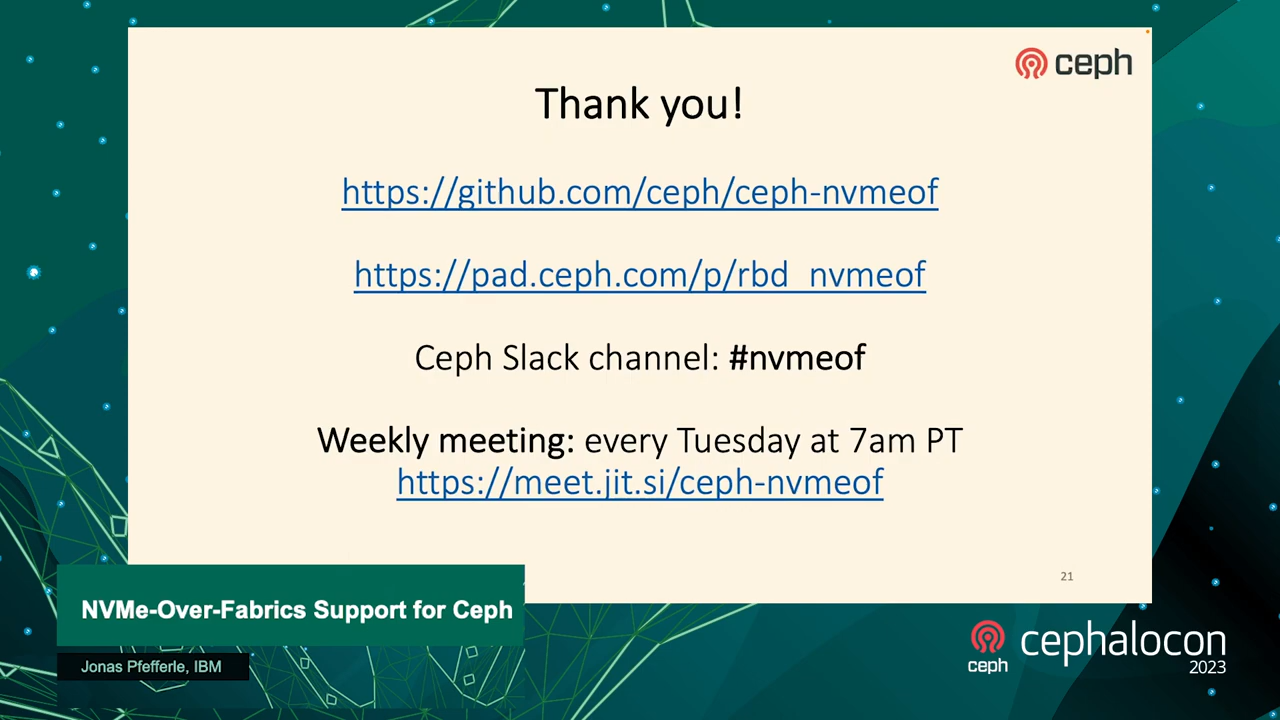 ceph
Thank you!
https://github.com/ceph/ceph-nvmeof
https://pad.ceph.com/p/rbd_nvmeof
Ceph Slack channel: #nvmeof
Weekly meeting: every Tuesday at 7am PT
https://meet.jit.si/ceph-nvmeof
21
NVMe-Over-Fabrics Support for Ceph
Jonas Pfefferle, IBM
ceph
cephalocon
2023